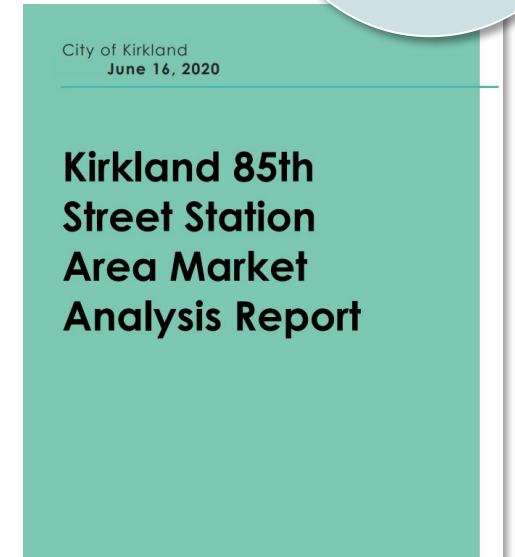 City of Kirkland
June 16, 2020
Kirkland 85th
Street Station
Area Market
Analysis Report